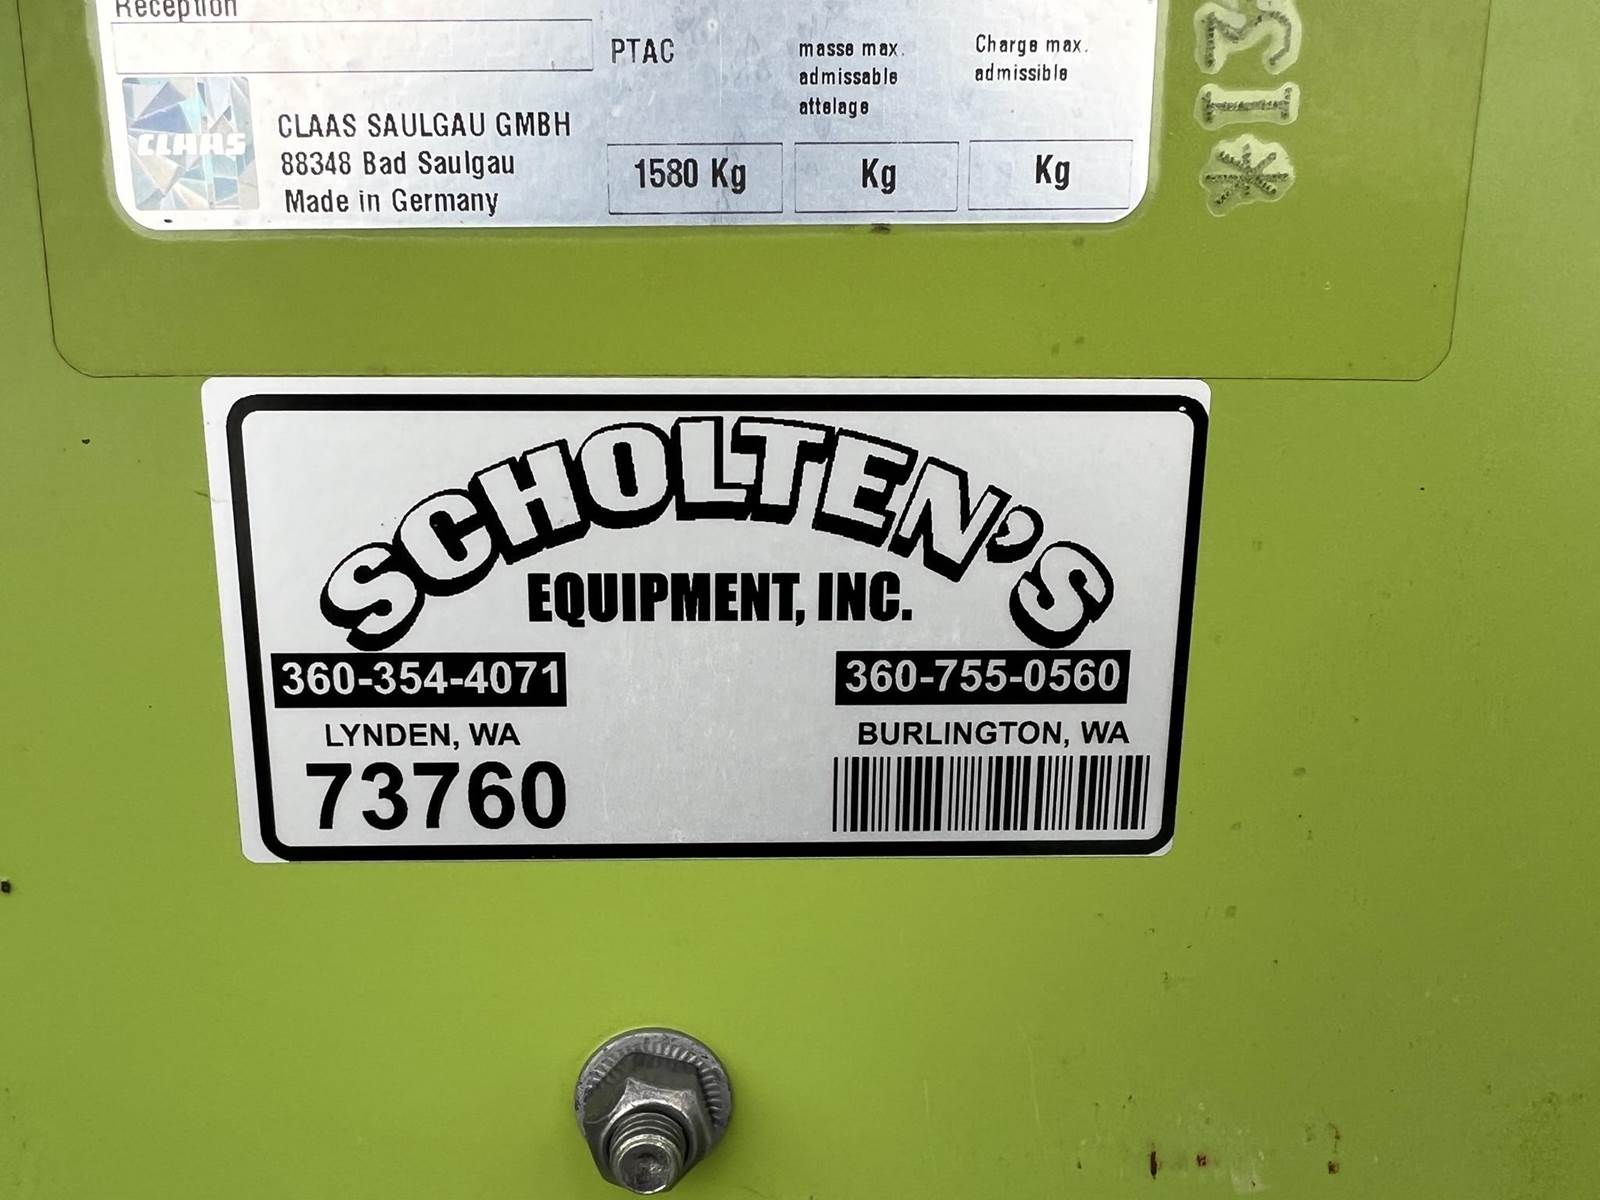 Reception
PTAC
masse max.
admissable
attelage
Charge max.
admissible
CLAAS
CLAAS SAULGAU GMBH
88348 Bad Saulgau
Made in Germany
1580 Kg
Kg
Kg
*13
SCHOLTEN'S
EQUIPMENT, INC.
360-354-4071
360-755-0560
LYNDEN, WA
BURLINGTON, WA
73760